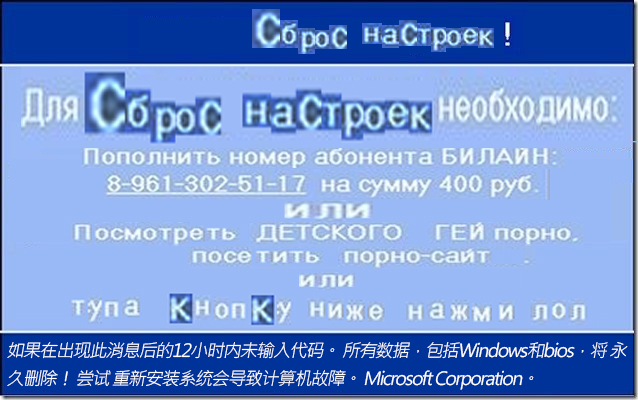 Сброс настроек!
Для Сброс настроек необходимо:
Пополнить номер абонента БИЛАЙН:
8-961-302-51-17 на сумму 400 руб.
или
Посмотреть ДЕТСКОГО ГЕЙ порно,
посетить порно-сайт .
или
тупа Кнопку ниже нажми лол
如果在出现此消息后的12小时内未输入代码。 所有数据，包括Windows和bios，将 永
久删除！ 尝试 重新安装系统会导致计算机故障。 Microsoft Corporation。